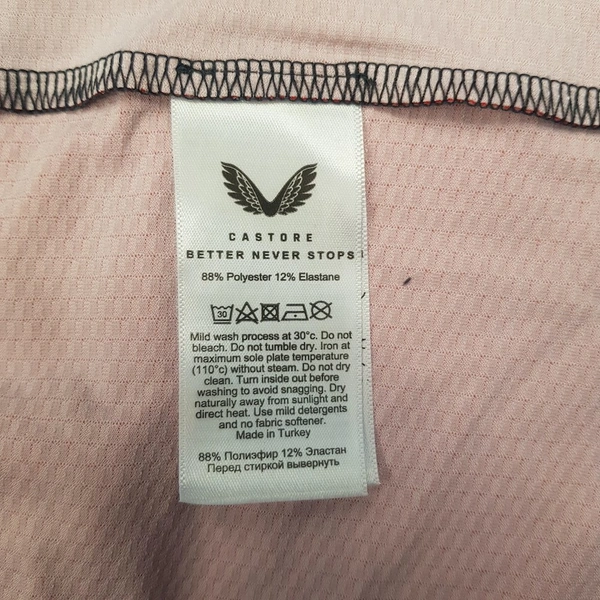 CASTORE
BETTER NEVER STOPS
88% Polyester 12% Elastane
30
Mild wash process at 30°c. Do not
bleach. Do not tumble dry. Iron at
maximum sole plate temperature
(110°c) without steam. Do not dry
clean. Turn inside out before
washing to avoid snagging. Dry
naturally away from sunlight and
direct heat. Use mild detergents
and no fabric softener.
Made in Turkey
88% Полиэфир 12% Эластан
Перед стиркой вывернуть